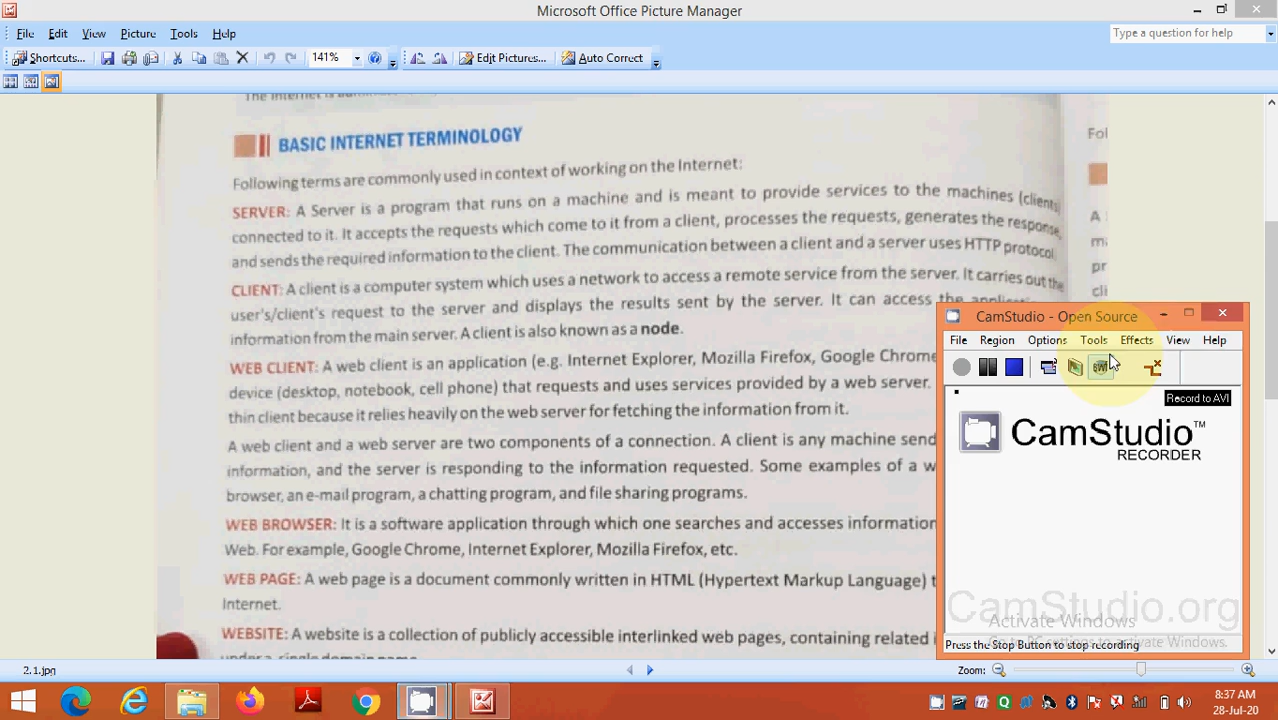 Microsoft Office Picture Manager
File Edit View Picture Tools Help
Type a question for help
Shortcuts... 141% Edit Pictures... Auto Correct
BASIC INTERNET TERMINOLOGY
Following terms are commonly used in context of working on the Internet:
SERVER: A Server is a program that runs on a machine and is meant to provide services to the machines (clients)
connected to it. It accepts the requests which come to it from a client, processes the requests, generates the response,
and sends the required information to the client. The communication between a client and a server uses HTTP protocol
CLIENT: A client is a computer system which uses a network to access a remote service from the server. It carries out the
user's/client's request to the server and displays the results sent by the server. It can access the
information from the main server. A client is also known as a node.
WEB CLIENT: A web client is an application (e.g. Internet Explorer, Mozilla Firefox, Google Chrome
device (desktop, notebook, cell phone) that requests and uses services provided by a web server.
thin client because it relies heavily on the web server for fetching the information from it.
A web client and a web server are two components of a connection. A client is any machine send
information, and the server is responding to the information requested. Some examples of a w
browser, an e-mail program, a chatting program, and file sharing programs.
WEB BROWSER: It is a software application through which one searches and accesses information
Web. For example, Google Chrome, Internet Explorer, Mozilla Firefox, etc.
WEB PAGE: A web page is a document commonly written in HTML (Hypertext Markup Language) t
Internet.
WEBSITE: A website is a collection of publicly accessible interlinked web pages, containing related i
Fol
A
CamStudio - Open Source
File Region Options Tools Effects View Help
Record to AVI
CamStudio™
RECORDER
CamStudio.org
Activate Windows
Go to PC settings to activate Windows.
Press the Stop Button to stop recording
2.1.jpg
Zoom:
8:37 AM
28-Jul-20